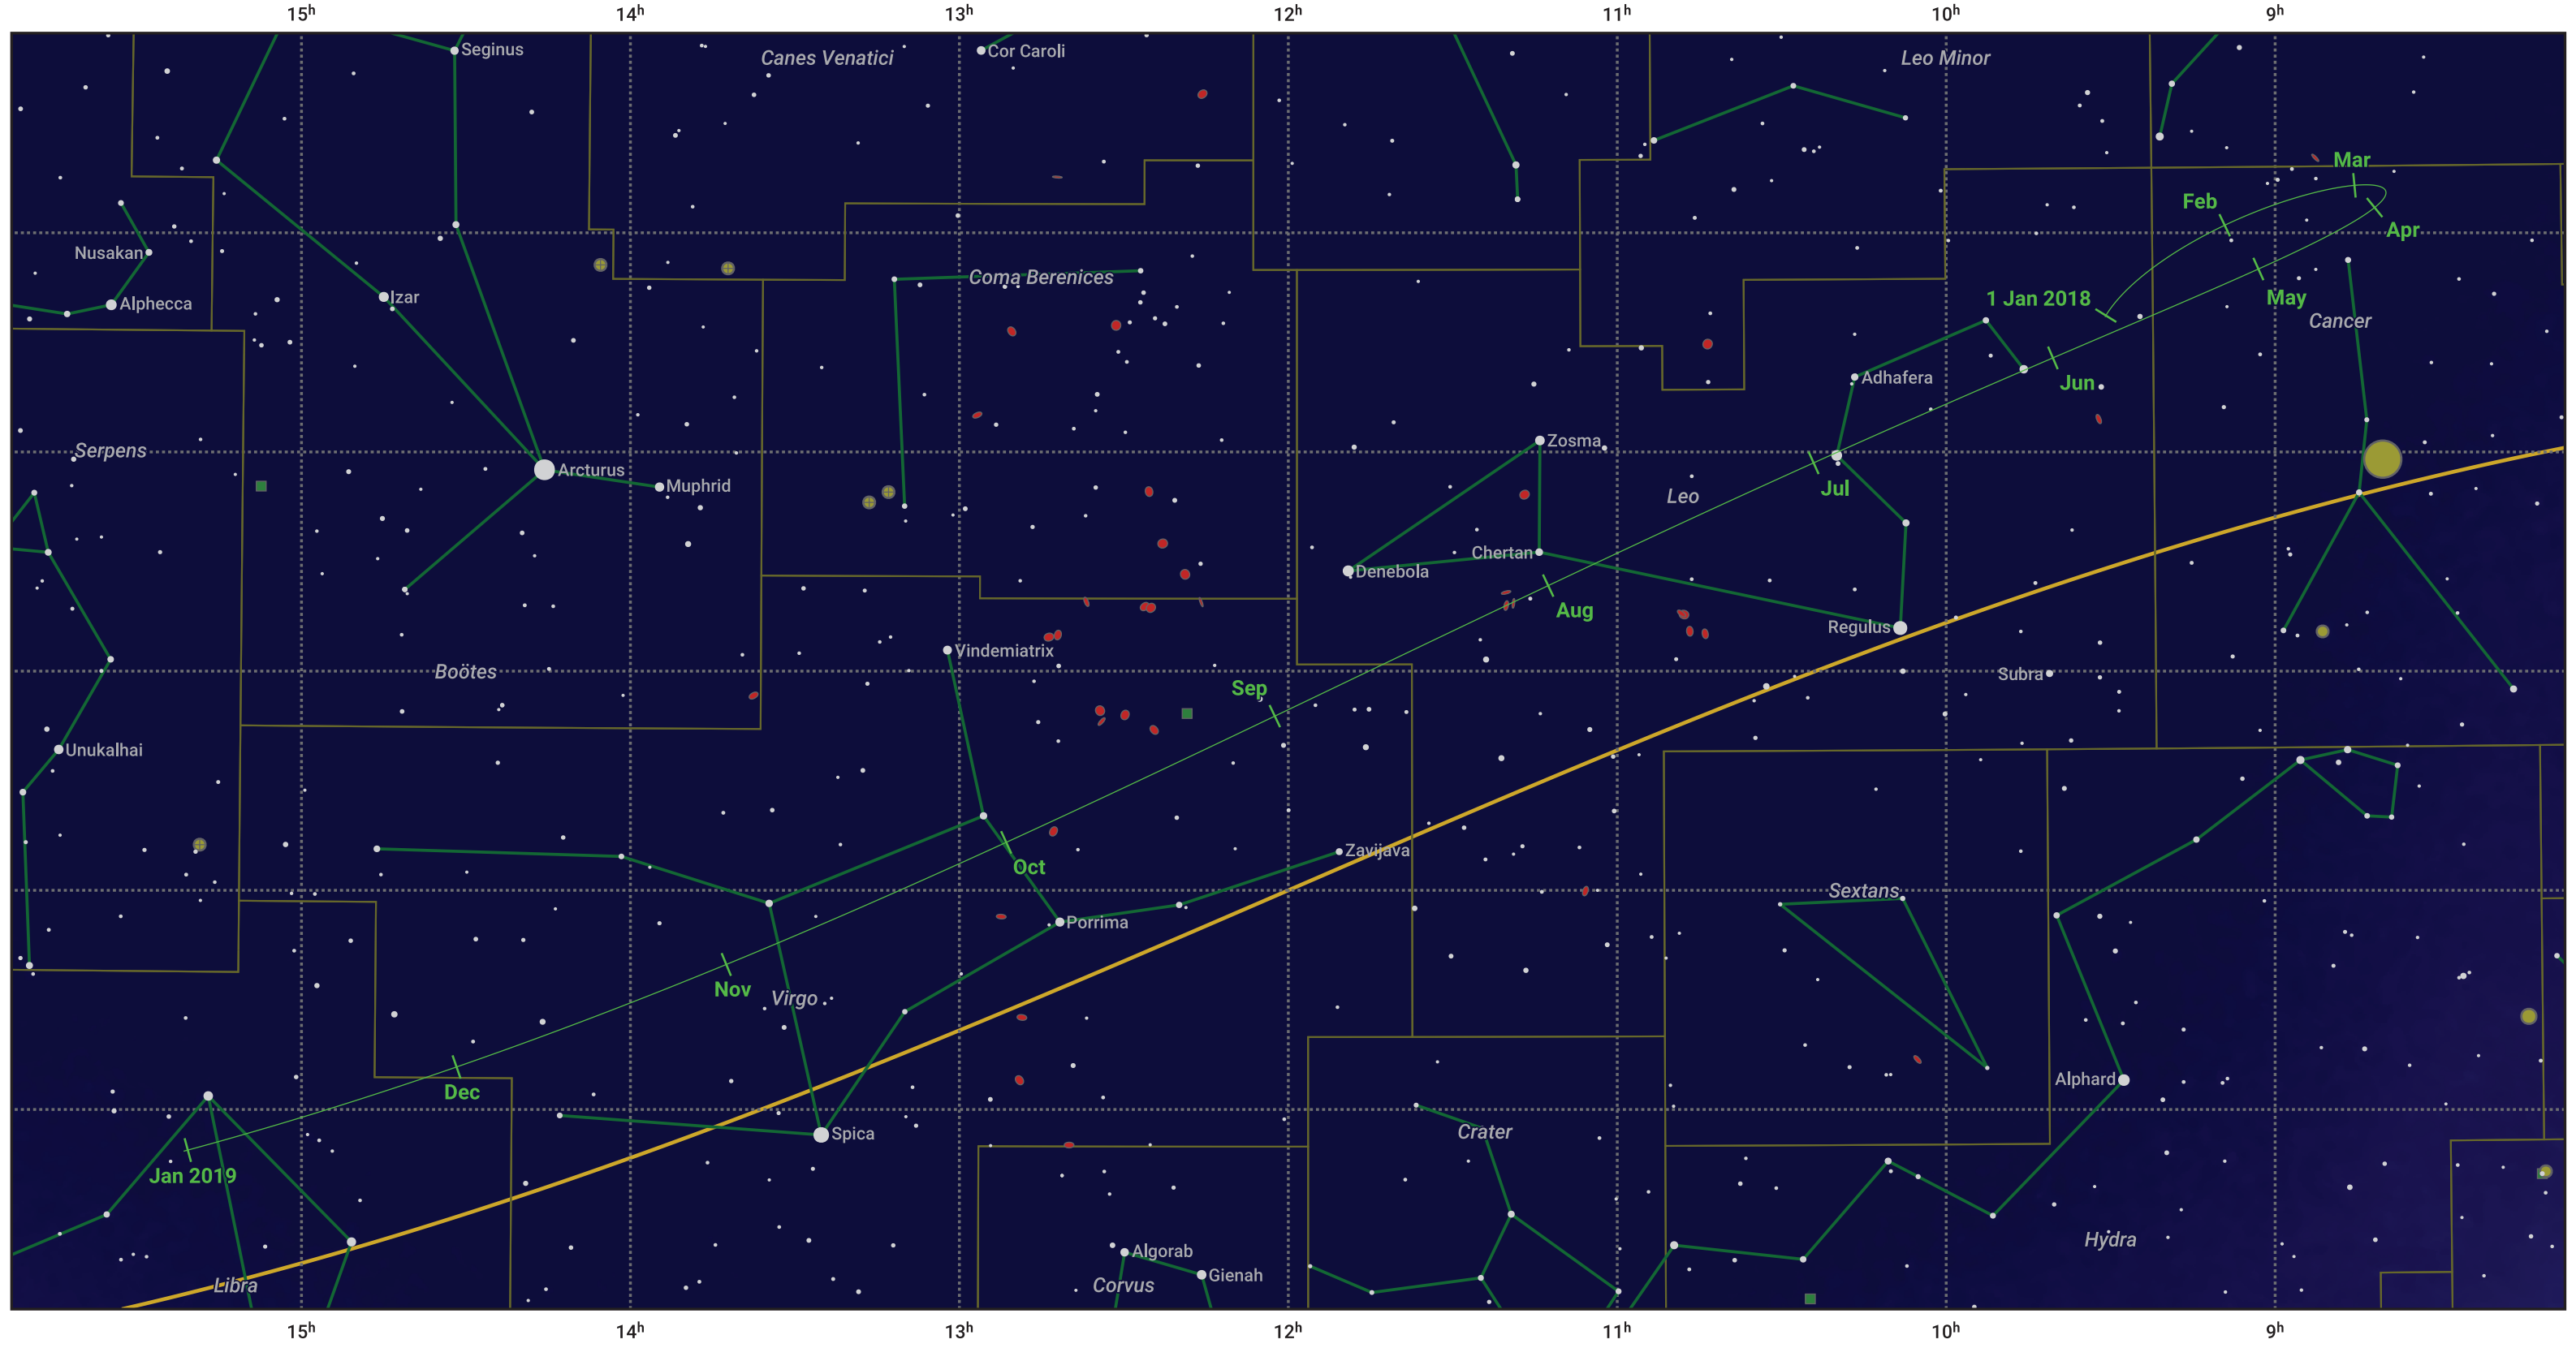 15h 14h 13h 12h 11h 10h 9h
Seginus
Canes Venatici
Cor Caroli
Leo Minor
Mar
Feb
Apr
Nusakan
Coma Berenices
Izar
Alphecca
1 Jan 2018
May
Cancer
Adhafera
Jun
Zosma
Serpens
Arcturus
Muphrid
Jul
Leo
Chertan
Denebola
Aug
Regulus
Vindemiatrix
Boötes
Subra
Sep
Unukalhai
Zavijava
Oct
Sextans
Porrima
Nov
Virgo
Alphard
Dec
Spica
Crater
Jan 2019
Hydra
Algorab
Gienah
Libra
Corvus
15h 14h 13h 12h 11h 10h 9h